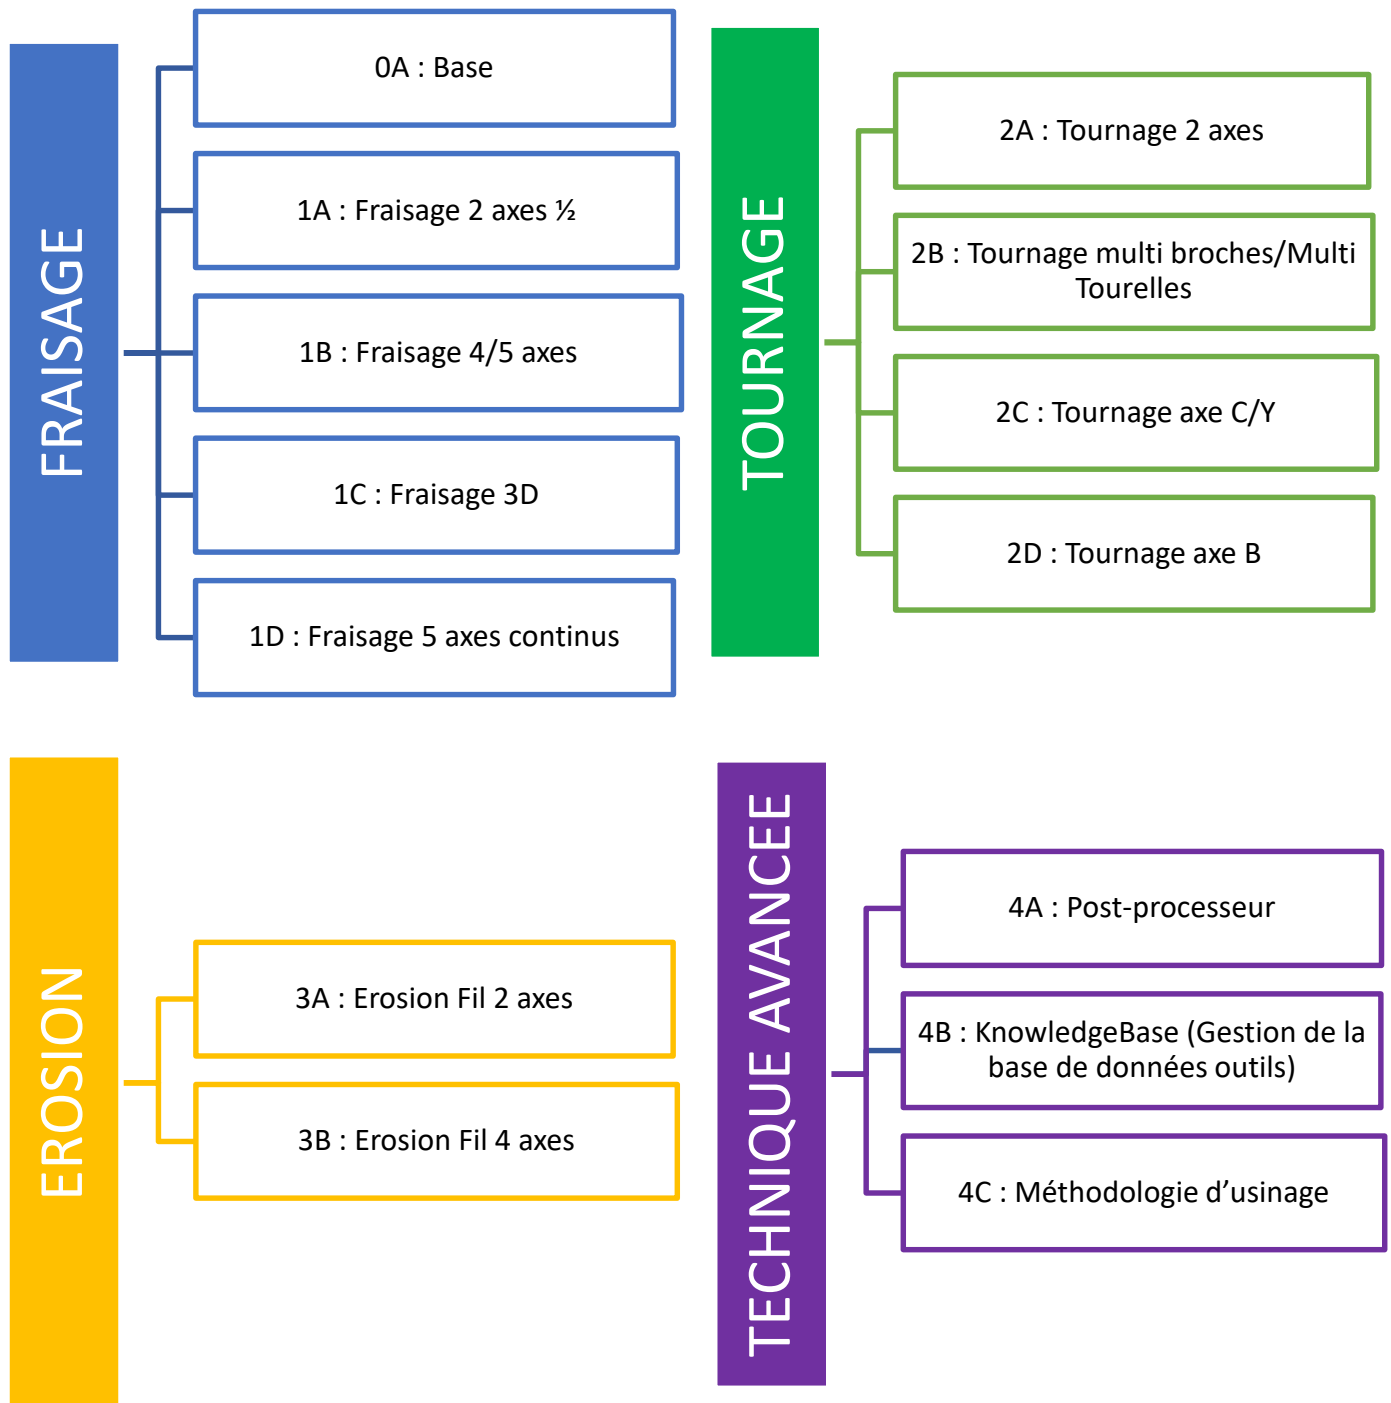 FRAISAGE
0A : Base
1A : Fraisage 2 axes ½
1B : Fraisage 4/5 axes
1C : Fraisage 3D
1D : Fraisage 5 axes continus
TOURNAGE
2A : Tournage 2 axes
2B : Tournage multi broches/Multi
Tourelles
2C : Tournage axe C/Y
2D : Tournage axe B
EROSION
3A : Erosion Fil 2 axes
3B : Erosion Fil 4 axes
TECHNIQUE AVANCEE
4A : Post-processeur
4B : KnowledgeBase (Gestion de la
base de données outils)
4C : Méthodologie d’usinage